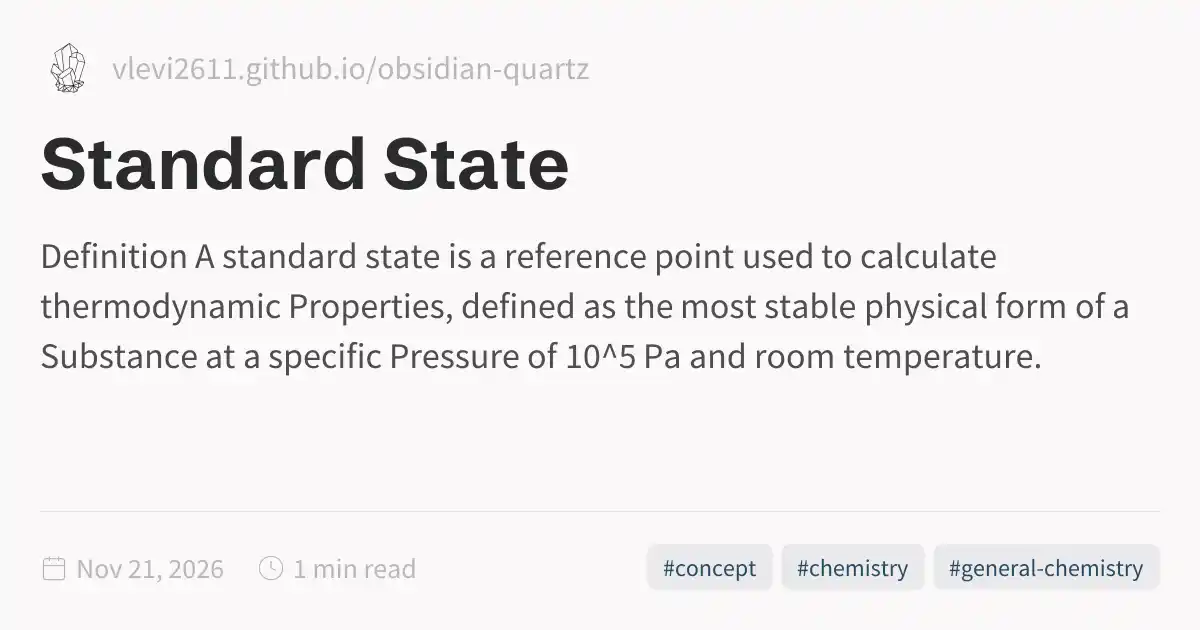 vlevi2611.github.io/obsidian-quartz
Standard State
Definition A standard state is a reference point used to calculate
thermodynamic Properties, defined as the most stable physical form of a
Substance at a specific Pressure of 10^5 Pa and room temperature.
Nov 21, 2026 1 min read #concept #chemistry #general-chemistry